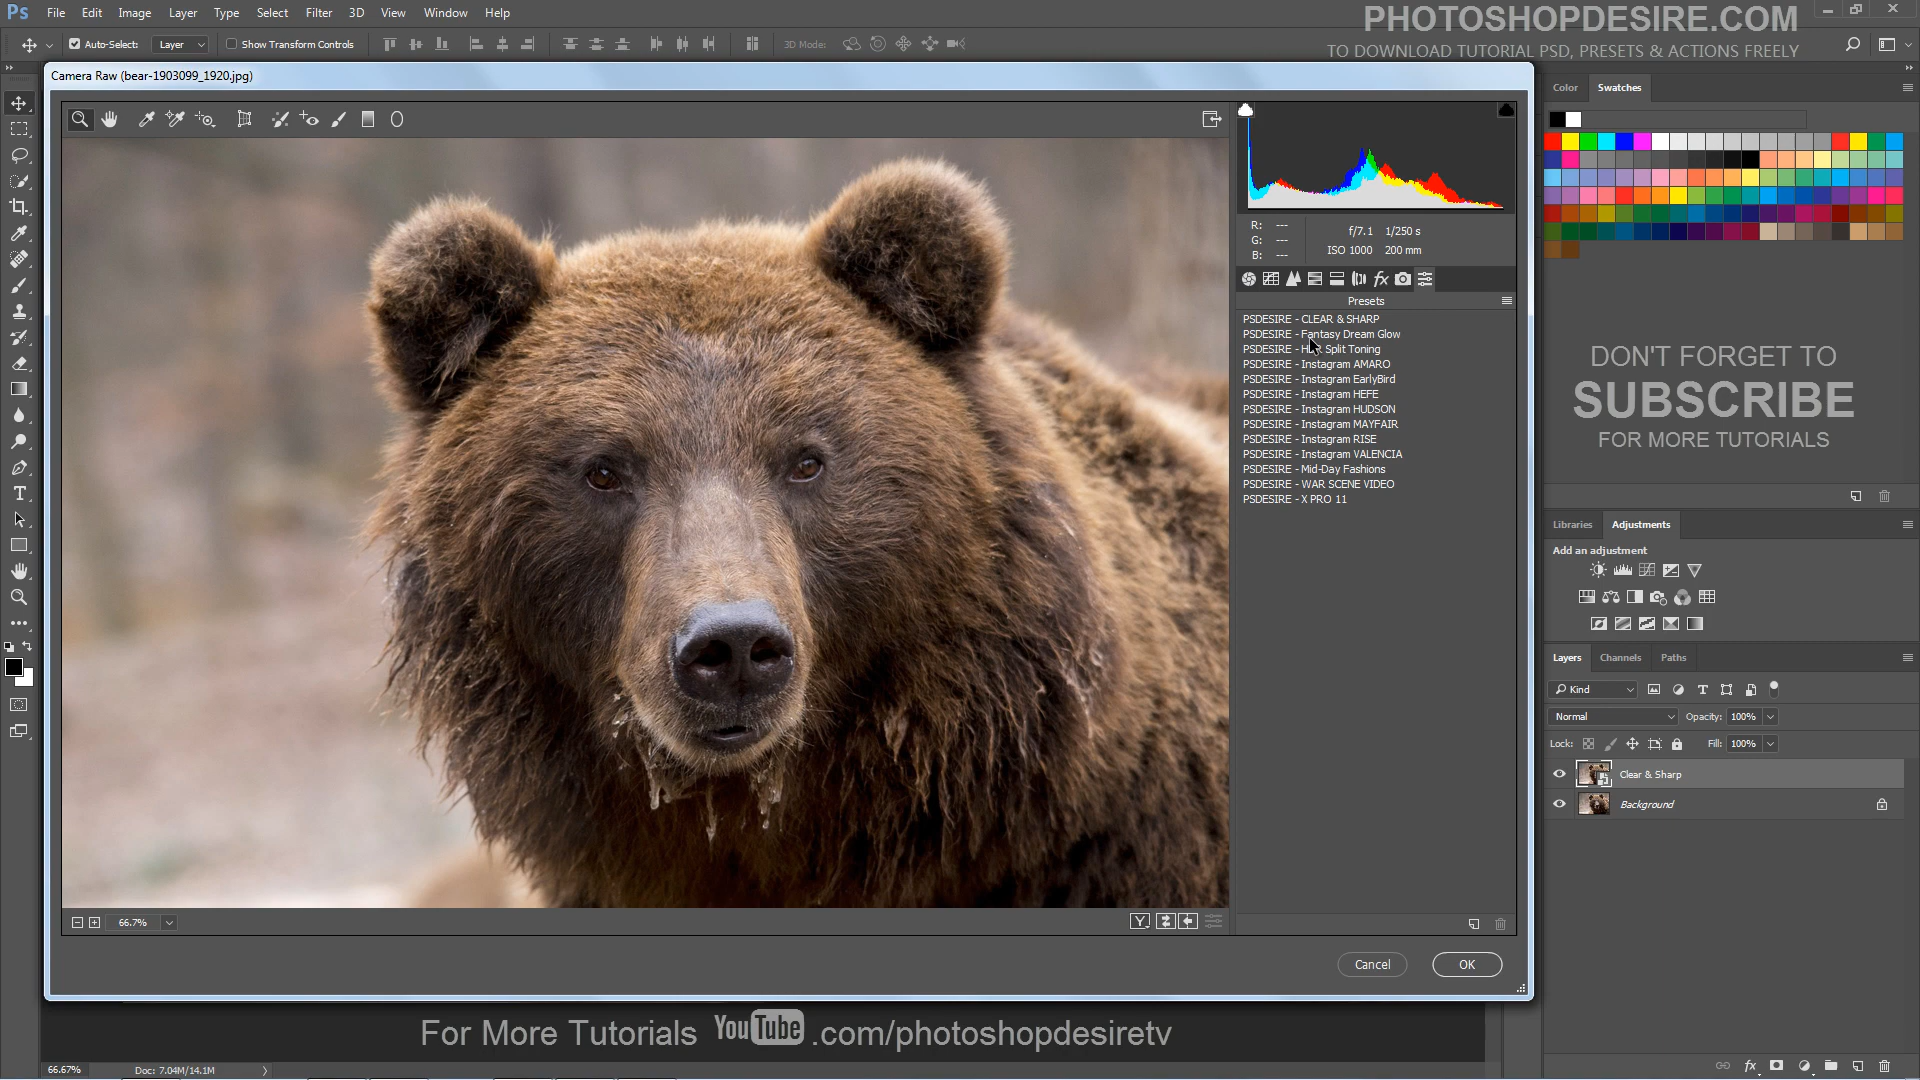 Ps File Edit Image Layer Type Select Filter 3D View Window Help
PHOTOSHOPDESIRE.COM
Auto-Select: Layer Show Transform Controls 3D Mode:
TO DOWNLOAD TUTORIAL PSD, PRESETS & ACTIONS FREELY
Camera Raw (bear-1903099_1920.jpg)
R: ---
G: ---
B: ---
f/7.1 1/250 s
ISO 1000 200 mm
Presets
PSDESIRE - CLEAR & SHARP
PSDESIRE - Fantasy Dream Glow
PSDESIRE - Split Toning
PSDESIRE - Instagram AMARO
PSDESIRE - Instagram EarlyBird
PSDESIRE - Instagram HEFE
PSDESIRE - Instagram HUDSON
PSDESIRE - Instagram MAYFAIR
PSDESIRE - Instagram RISE
PSDESIRE - Instagram VALENCIA
PSDESIRE - Mid-Day Fashions
PSDESIRE - WAR SCENE VIDEO
PSDESIRE - X PRO 11
66.7%
Y
Cancel OK
Color Swatches
DON'T FORGET TO
SUBSCRIBE
FOR MORE TUTORIALS
Libraries Adjustments
Add an adjustment
Layers Channels Paths
Kind
Normal Opacity: 100%
Lock: Fill: 100%
Clear & Sharp
Background
fx
For More Tutorials YouTube .com/photoshopdesiretv
66.67% Doc: 7.04M/14.1M